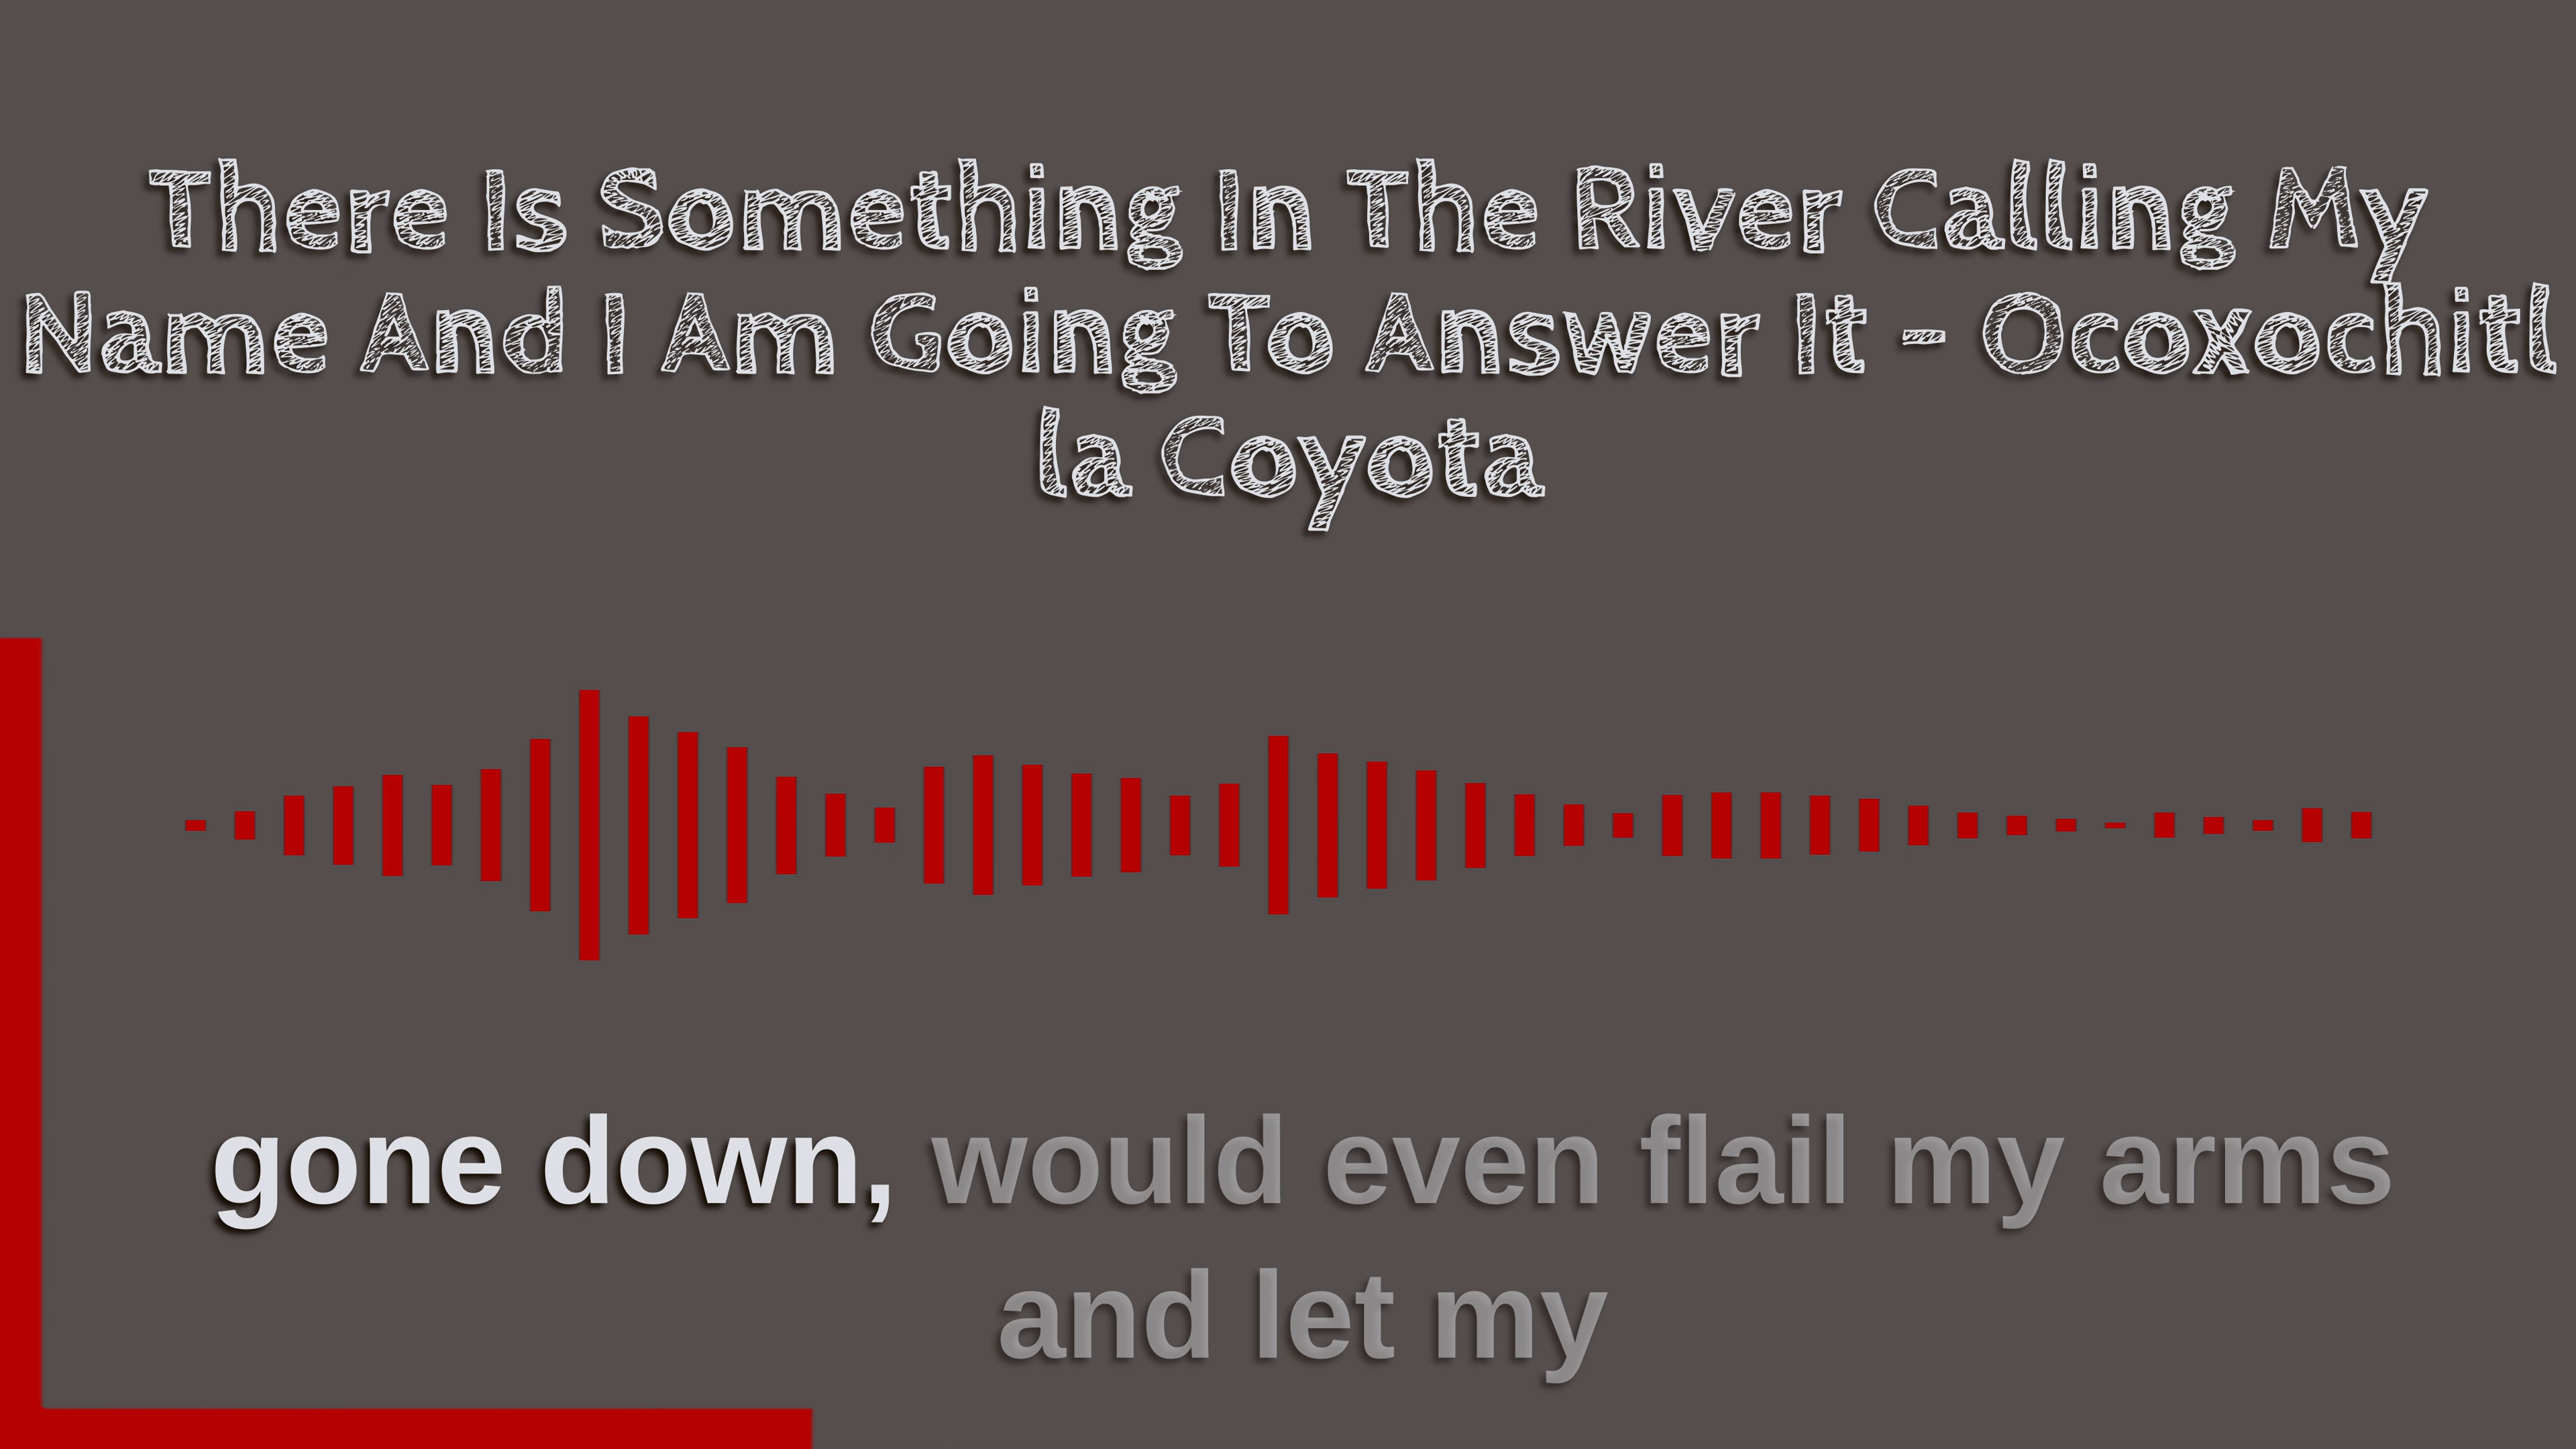 There Is Something In The River Calling My
Name And I Am Going To Answer It - Ocoxochitl
la Coyota
gone down, would even flail my arms
and let my